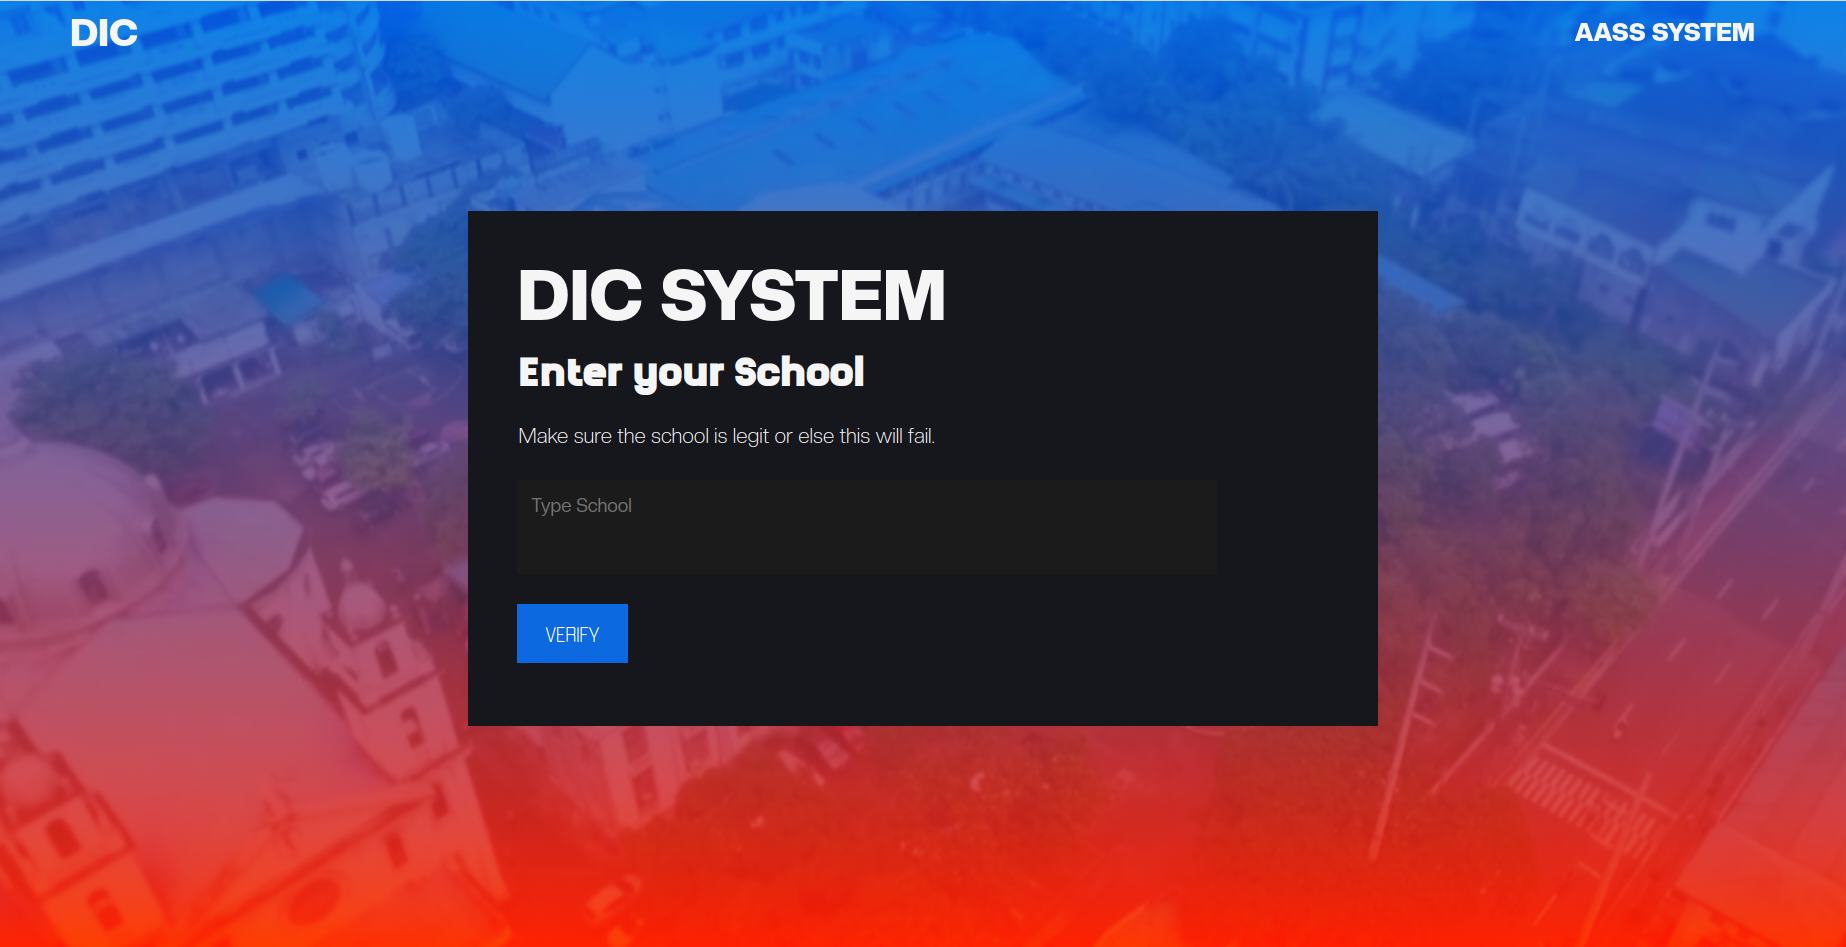 DIC
AASS SYSTEM
DIC SYSTEM
Enter your School
Make sure the school is legit or else this will fail.
Type School
VERIFY